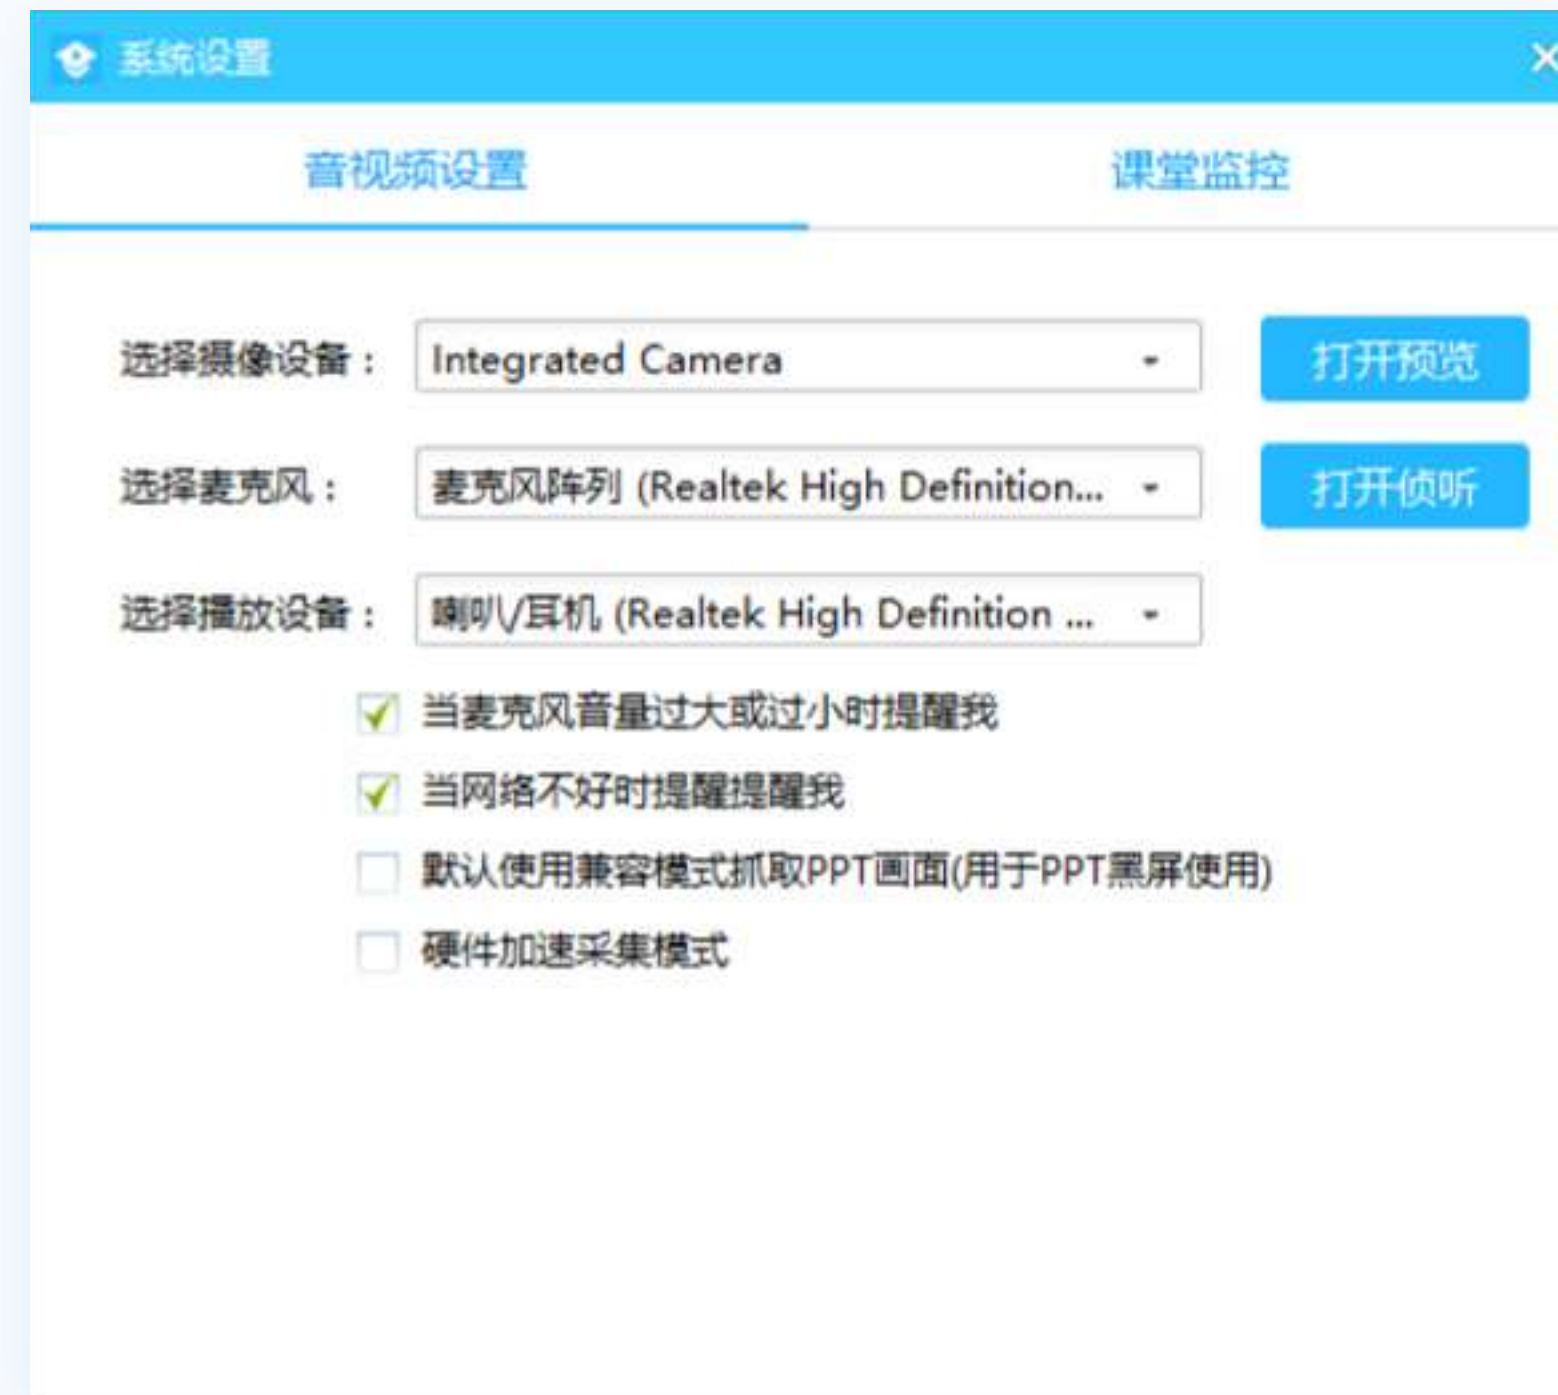 系统设置
音视频设置 课堂监控
选择摄像设备： Integrated Camera 打开预览
选择麦克风： 麦克风阵列 (Realtek High Definition... 打开侦听
选择播放设备： 喇叭/耳机 (Realtek High Definition ...
当麦克风音量过大或过小时提醒我
当网络不好时提醒提醒我
默认使用兼容模式抓取PPT画面(用于PPT黑屏使用)
硬件加速采集模式